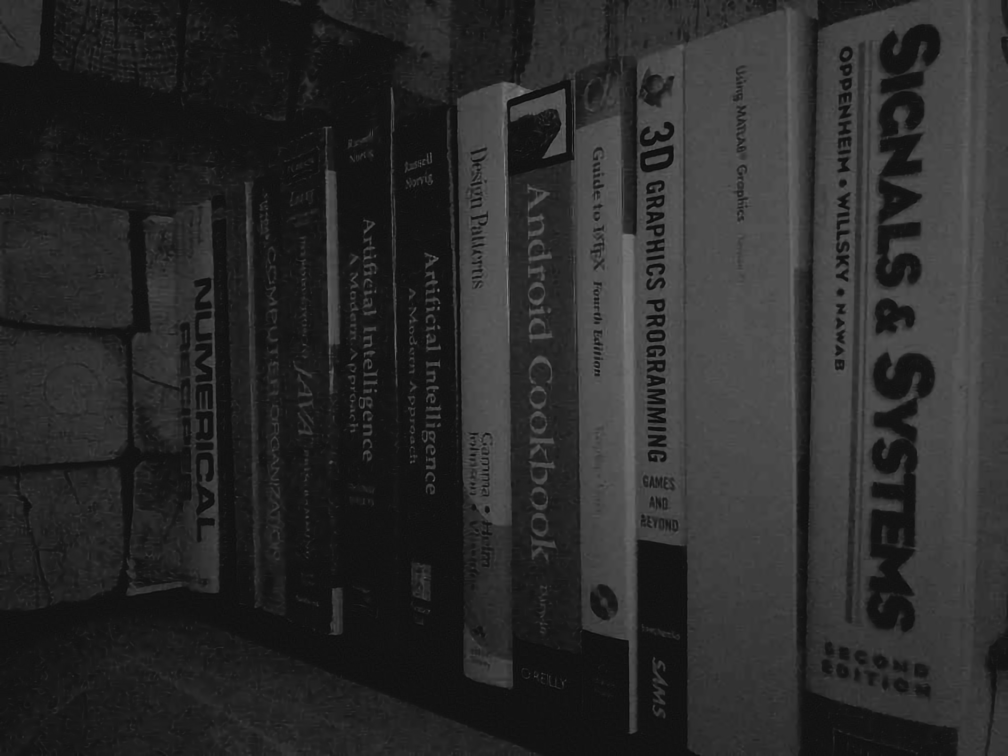 NUMERICAL
COMPUTER ORGANIZATION
JAVA
Russell
Norvig
Artificial Intelligence
A Modern Approach
Russell
Norvig
Artificial Intelligence
A Modern Approach
Design Patterns
Gamma • Helm
Johnson • Vlissides
Android Cookbook
Darwin
O'REILLY
Guide to LATEX Fourth Edition
3D GRAPHICS PROGRAMMING
GAMES
AND
BEYOND
SAMS
Using MATLAB® Graphics
SIGNALS & SYSTEMS
OPPENHEIM • WILLSKY • NAWAB
SECOND
EDITION